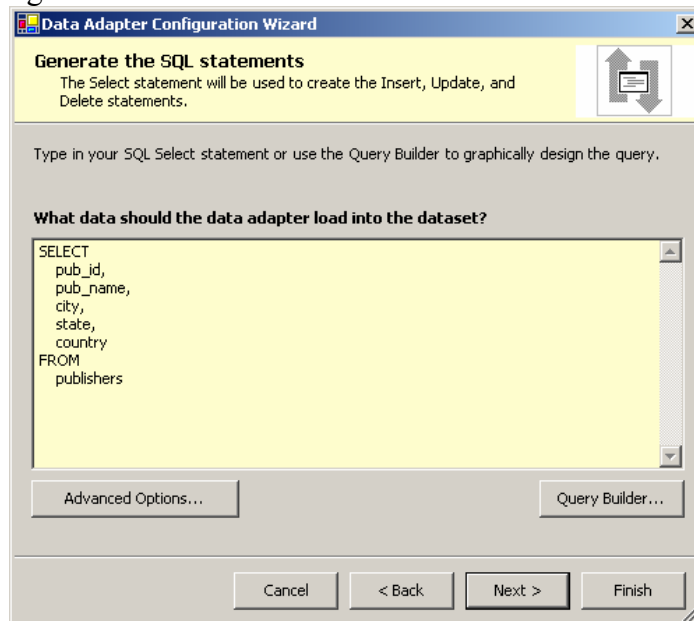 Data Adapter Configuration Wizard
Generate the SQL statements
The Select statement will be used to create the Insert, Update, and
Delete statements.
Type in your SQL Select statement or use the Query Builder to graphically design the query.
What data should the data adapter load into the dataset?
SELECT
pub_id,
pub_name,
city,
state,
country
FROM
publishers
Advanced Options...
Query Builder...
Cancel
< Back
Next >
Finish